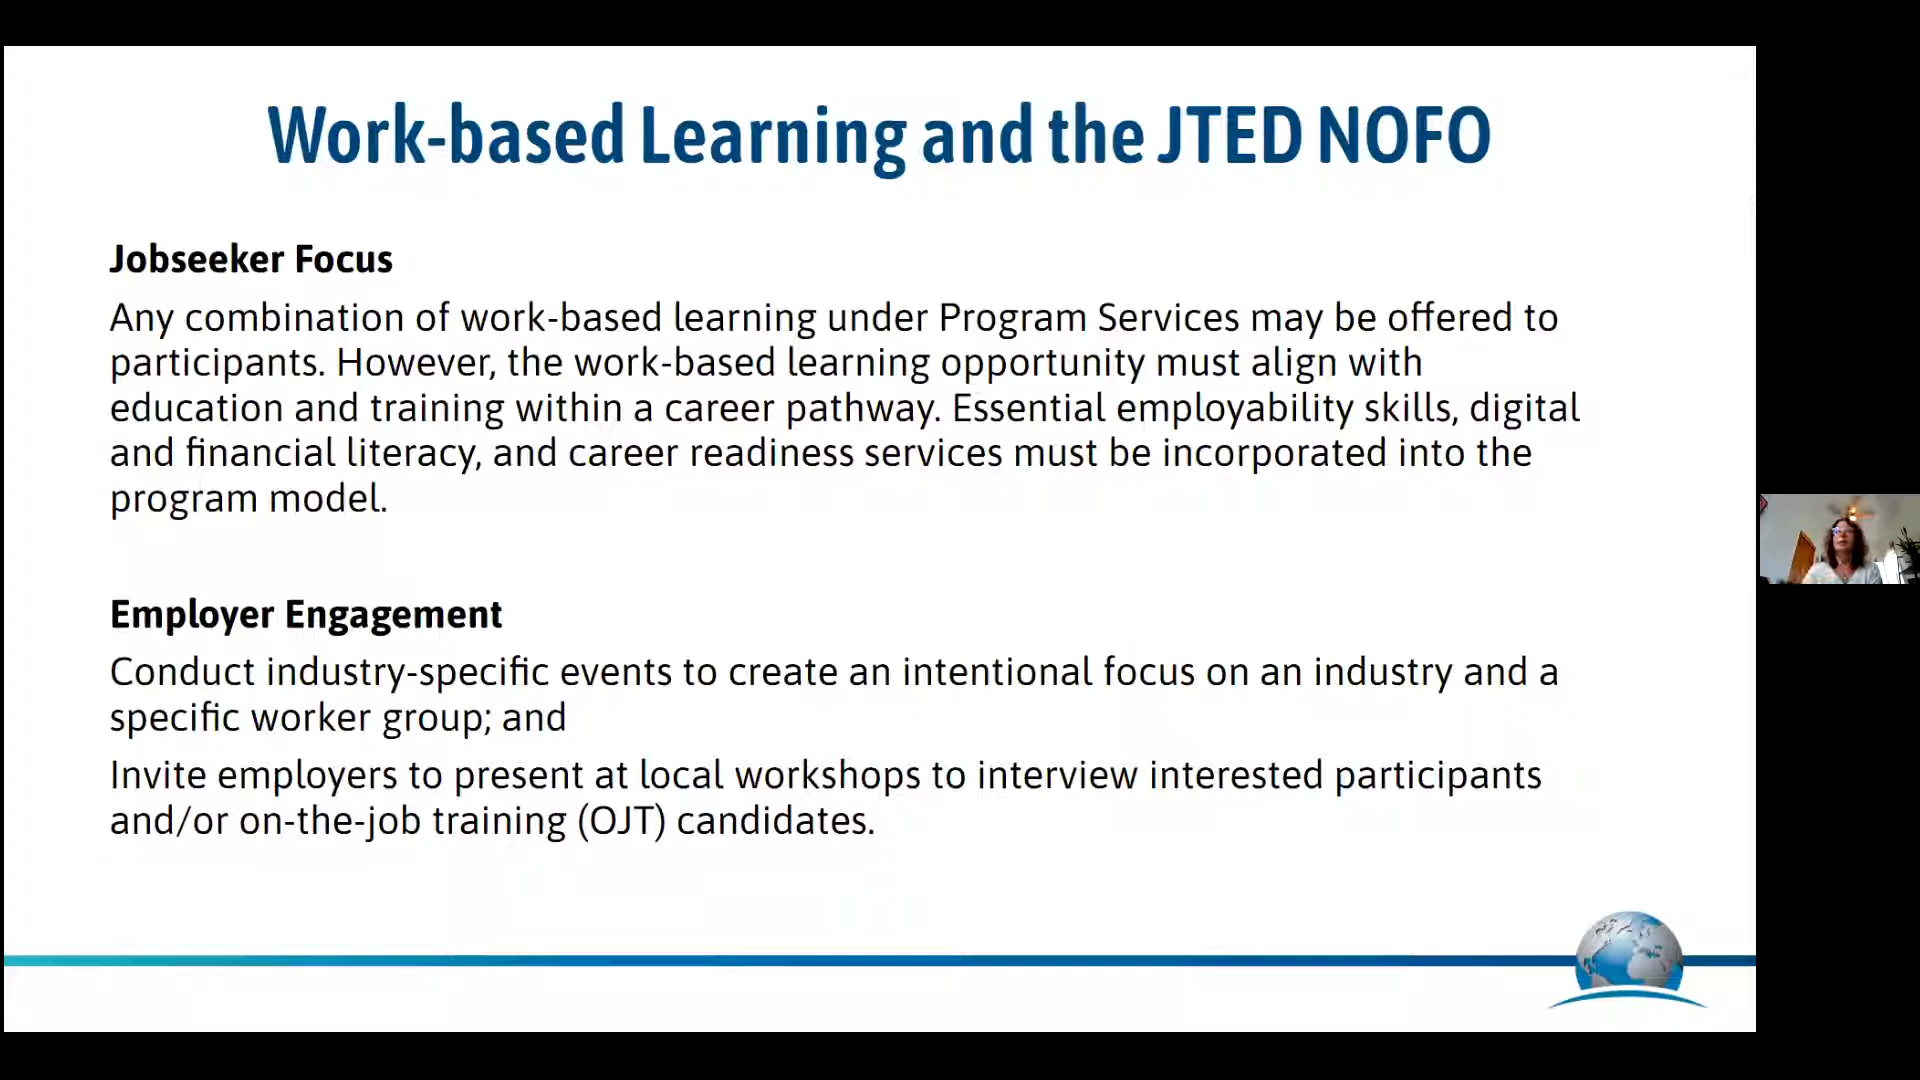 Work-based Learning and the JTED NOFO
Jobseeker Focus
Any combination of work-based learning under Program Services may be offered to
participants. However, the work-based learning opportunity must align with
education and training within a career pathway. Essential employability skills, digital
and financial literacy, and career readiness services must be incorporated into the
program model.
Employer Engagement
Conduct industry-specific events to create an intentional focus on an industry and a
specific worker group; and
Invite employers to present at local workshops to interview interested participants
and/or on-the-job training (OJT) candidates.